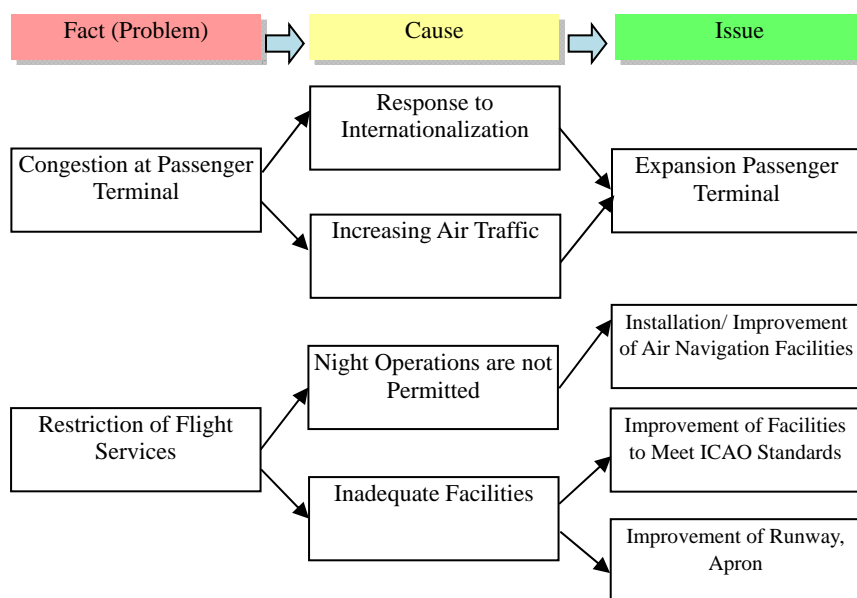 Fact (Problem)
Cause
Issue
Response to
Internationalization
Congestion at Passenger
Terminal
Expansion Passenger
Terminal
Increasing Air Traffic
Installation/ Improvement
of Air Navigation Facilities
Night Operations are not
Permitted
Restriction of Flight
Services
Improvement of Facilities
to Meet ICAO Standards
Inadequate Facilities
Improvement of Runway,
Apron